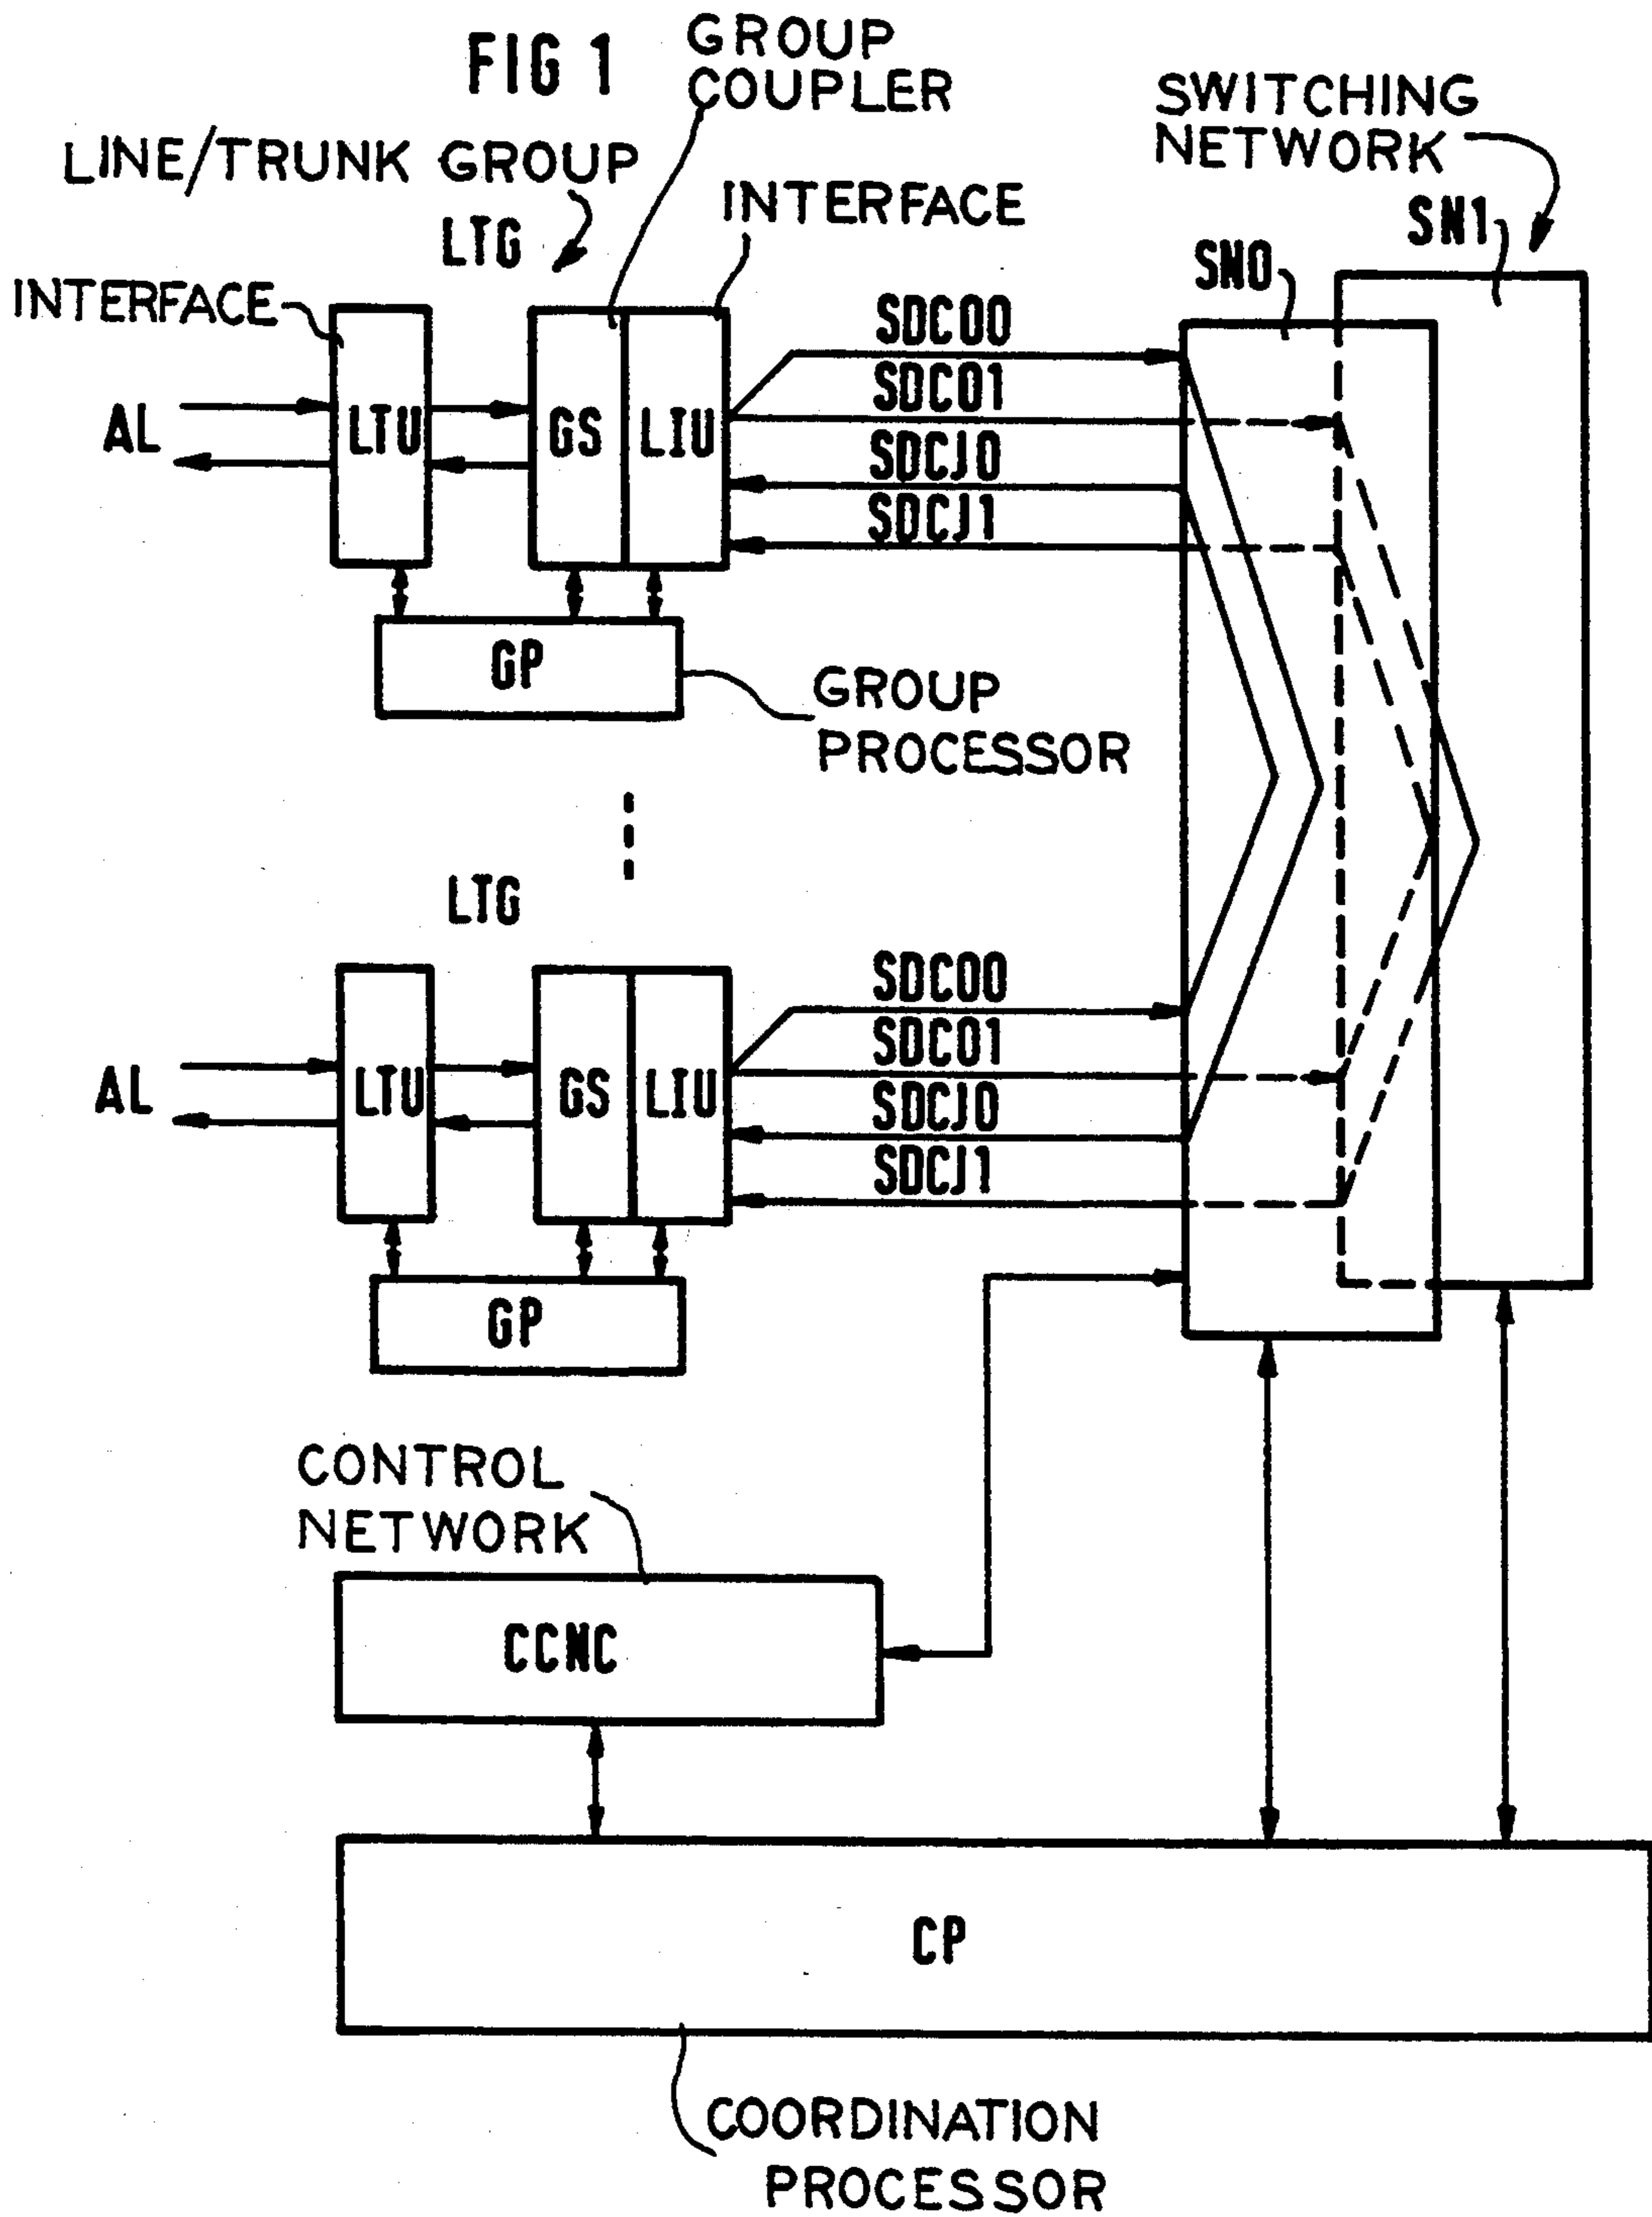 FIG 1
GROUP
COUPLER
SWITCHING
NETWORK
LINE/TRUNK GROUP
LTG
INTERFACE
SN1
SN0
INTERFACE
SDC00
SDC01
SDCJ0
SDCJ1
AL
LTU
GS
LIU
GP
GROUP
PROCESSOR
LTG
SDC00
SDC01
SDCJ0
SDCJ1
AL
LTU
GS
LIU
GP
CONTROL
NETWORK
CCNC
CP
COORDINATION
PROCESSOR